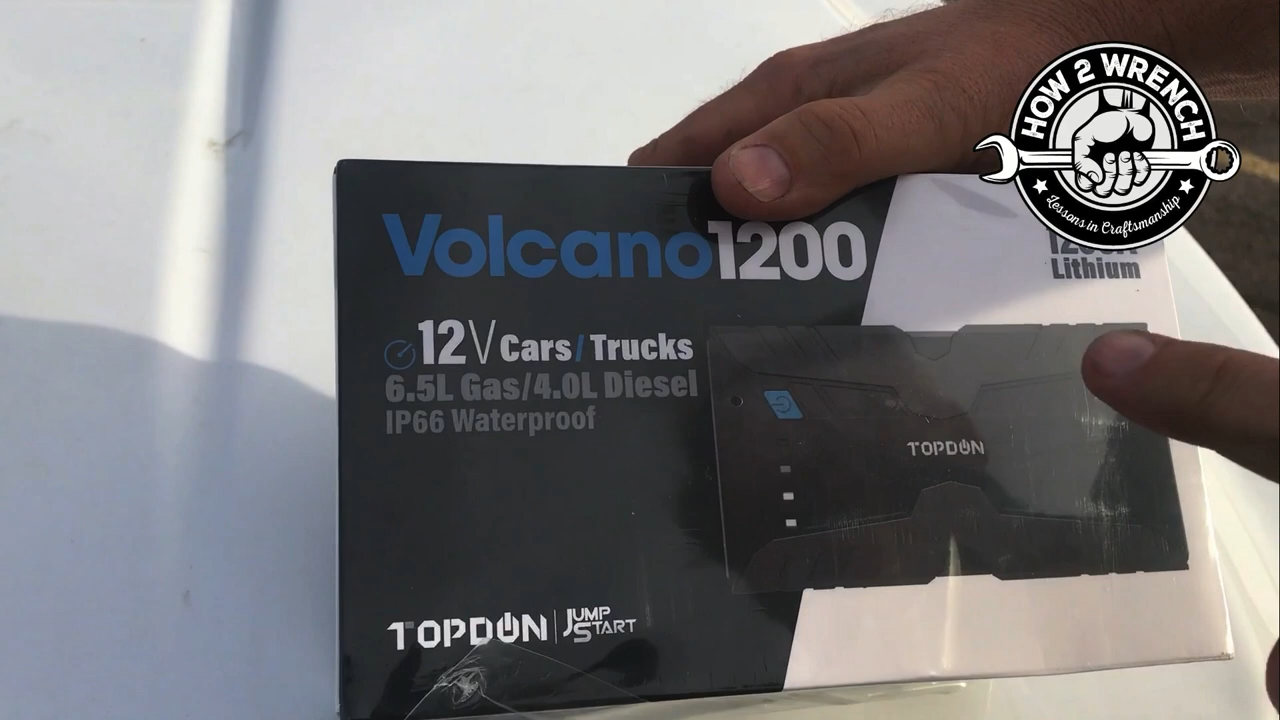 HOW 2 WRENCH
Lessons in Craftsmanship
Volcano1200
Lithium
12V Cars/Trucks
6.5L Gas/4.0L Diesel
IP66 Waterproof
TOPDON
TOPDON | JUMP START